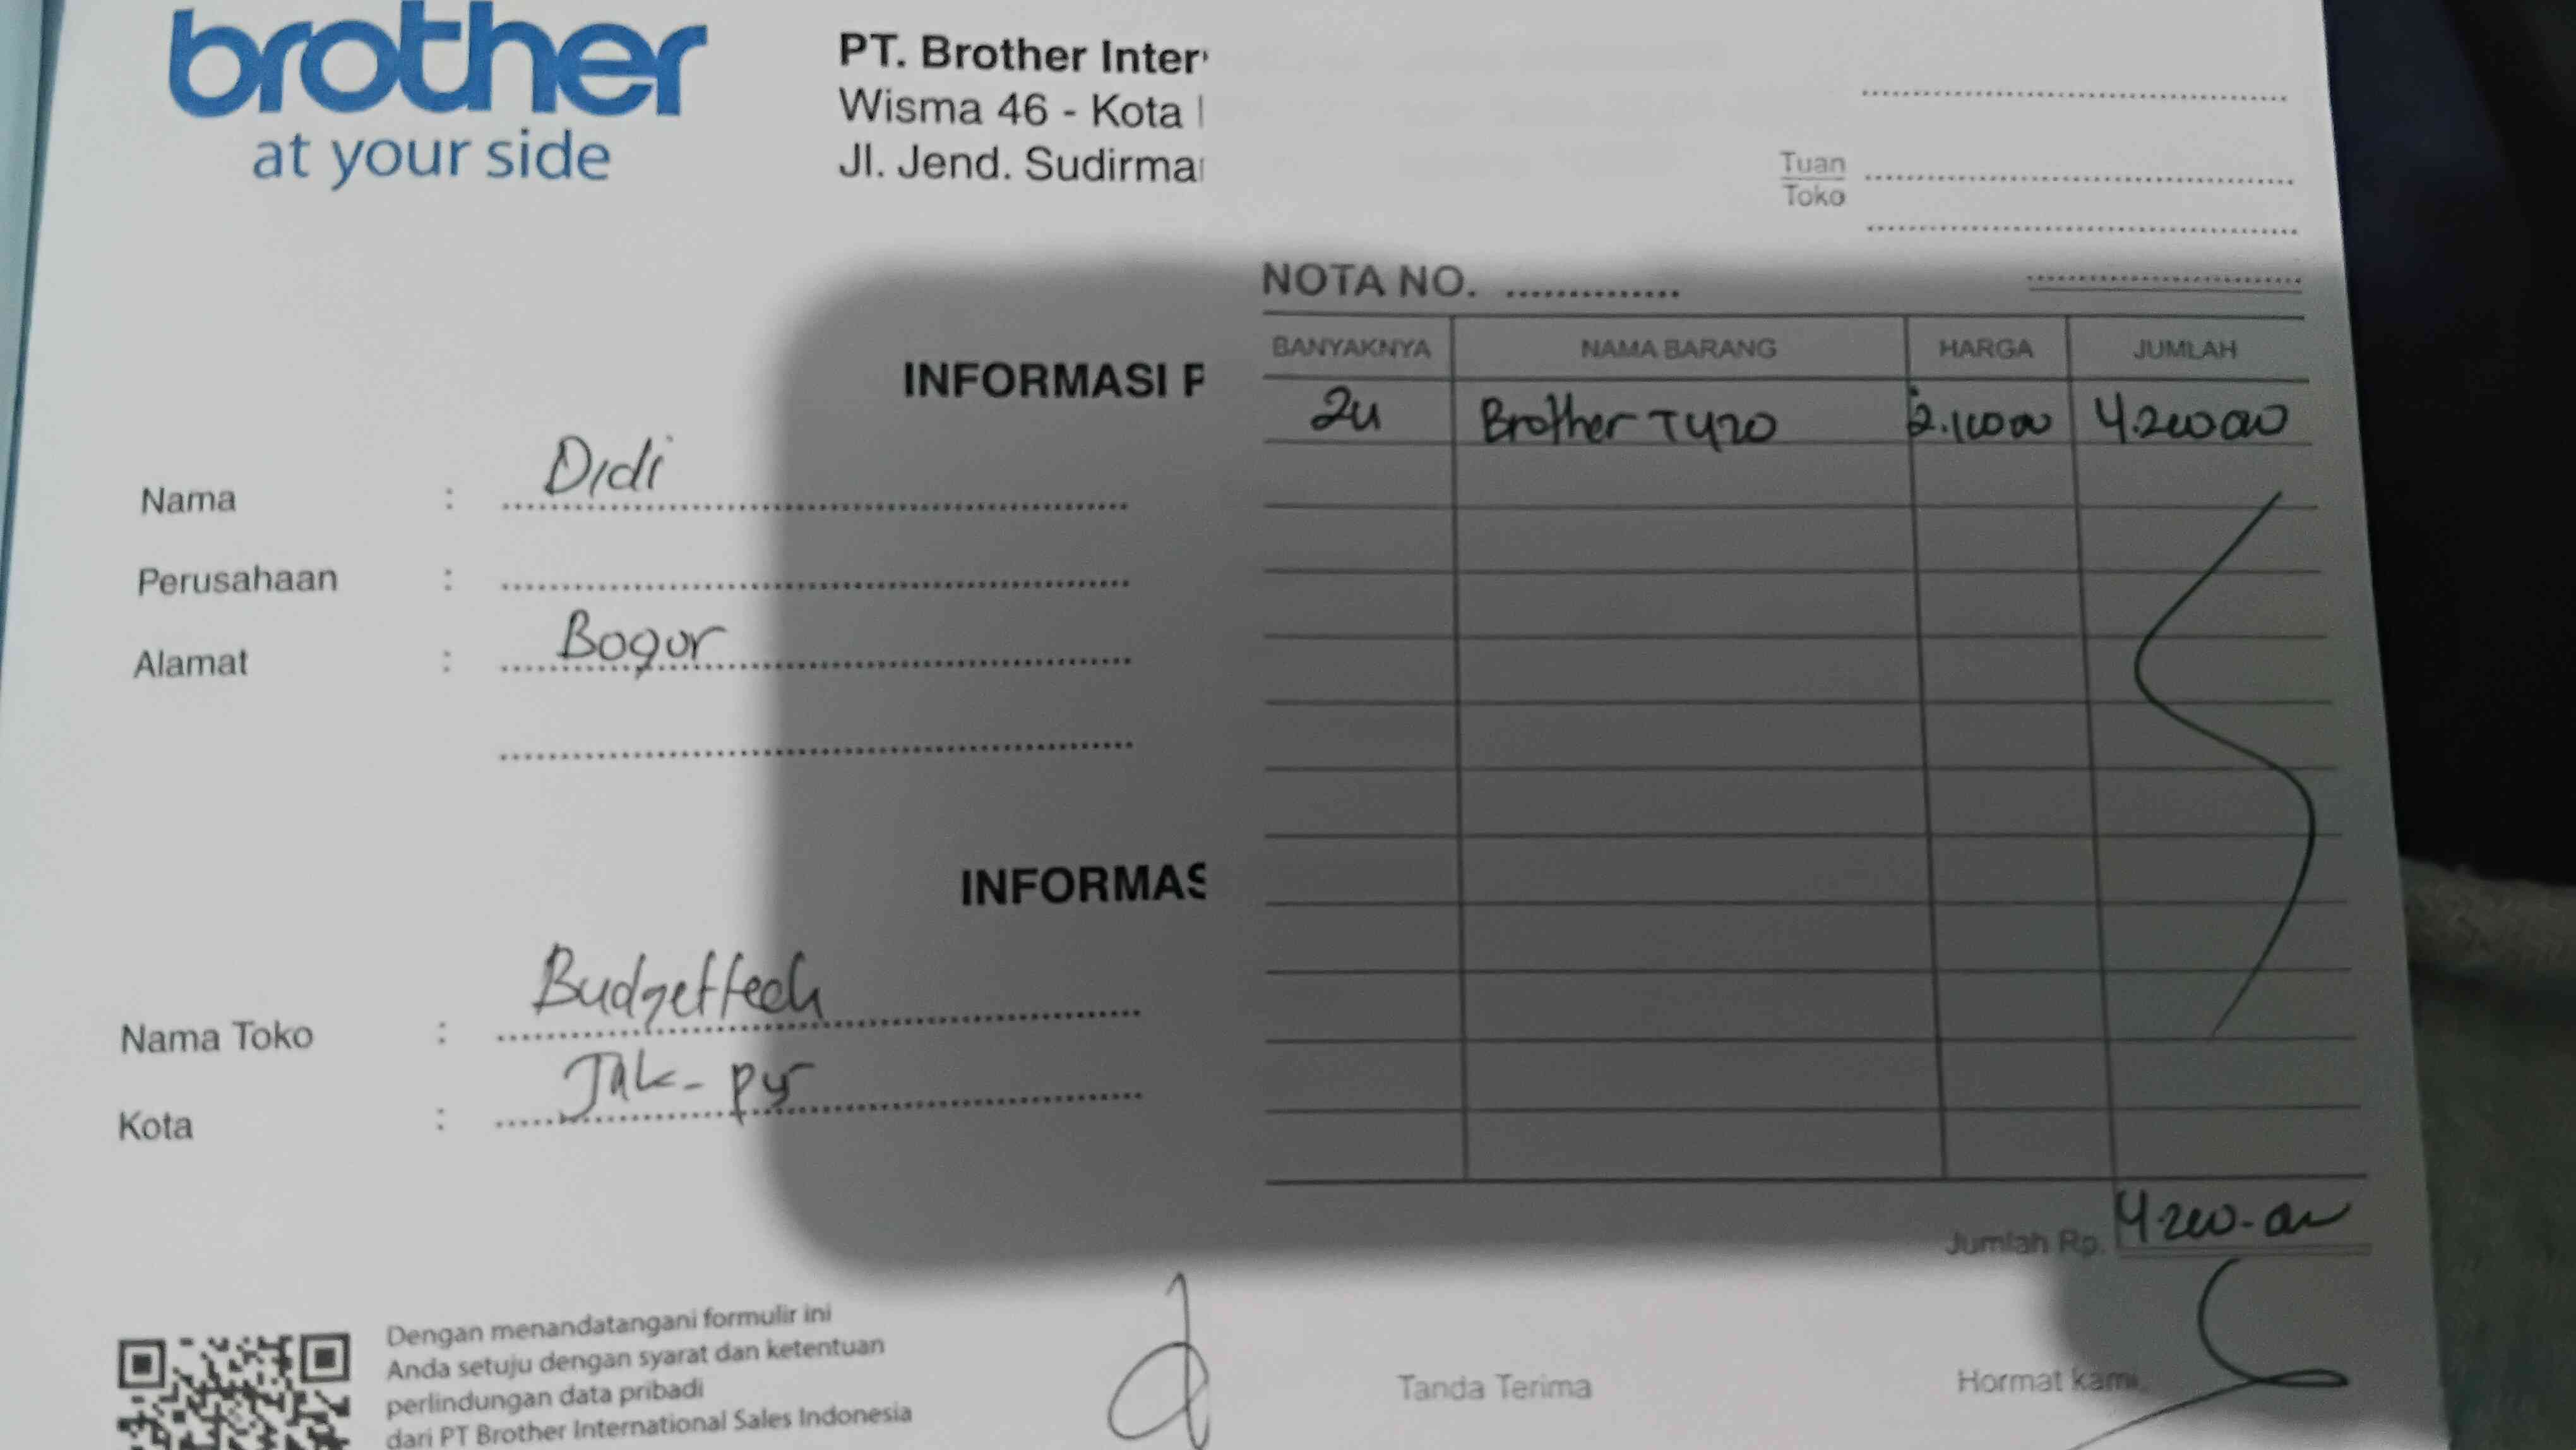 brother
at your side
PT. Brother Inter
Wisma 46 - Kota
Jl. Jend. Sudirma
INFORMASI P
Nama : Didi
Perusahaan :
Alamat : Bogor
INFORMAS
Nama Toko : Budgettech
Kota :
Dengan menandatangani formulir ini
Anda setuju dengan syarat dan ketentuan
perlindungan data pribadi
dari PT Brother International Sales Indonesia
Tuan
Toko
NOTA NO.
BANYAKNYA NAMA BARANG HARGA JUMLAH
2u Brother T420 2.100.000 4.200.000
Jumlah Rp. 4.200.000
Tanda Terima Hormat kami,